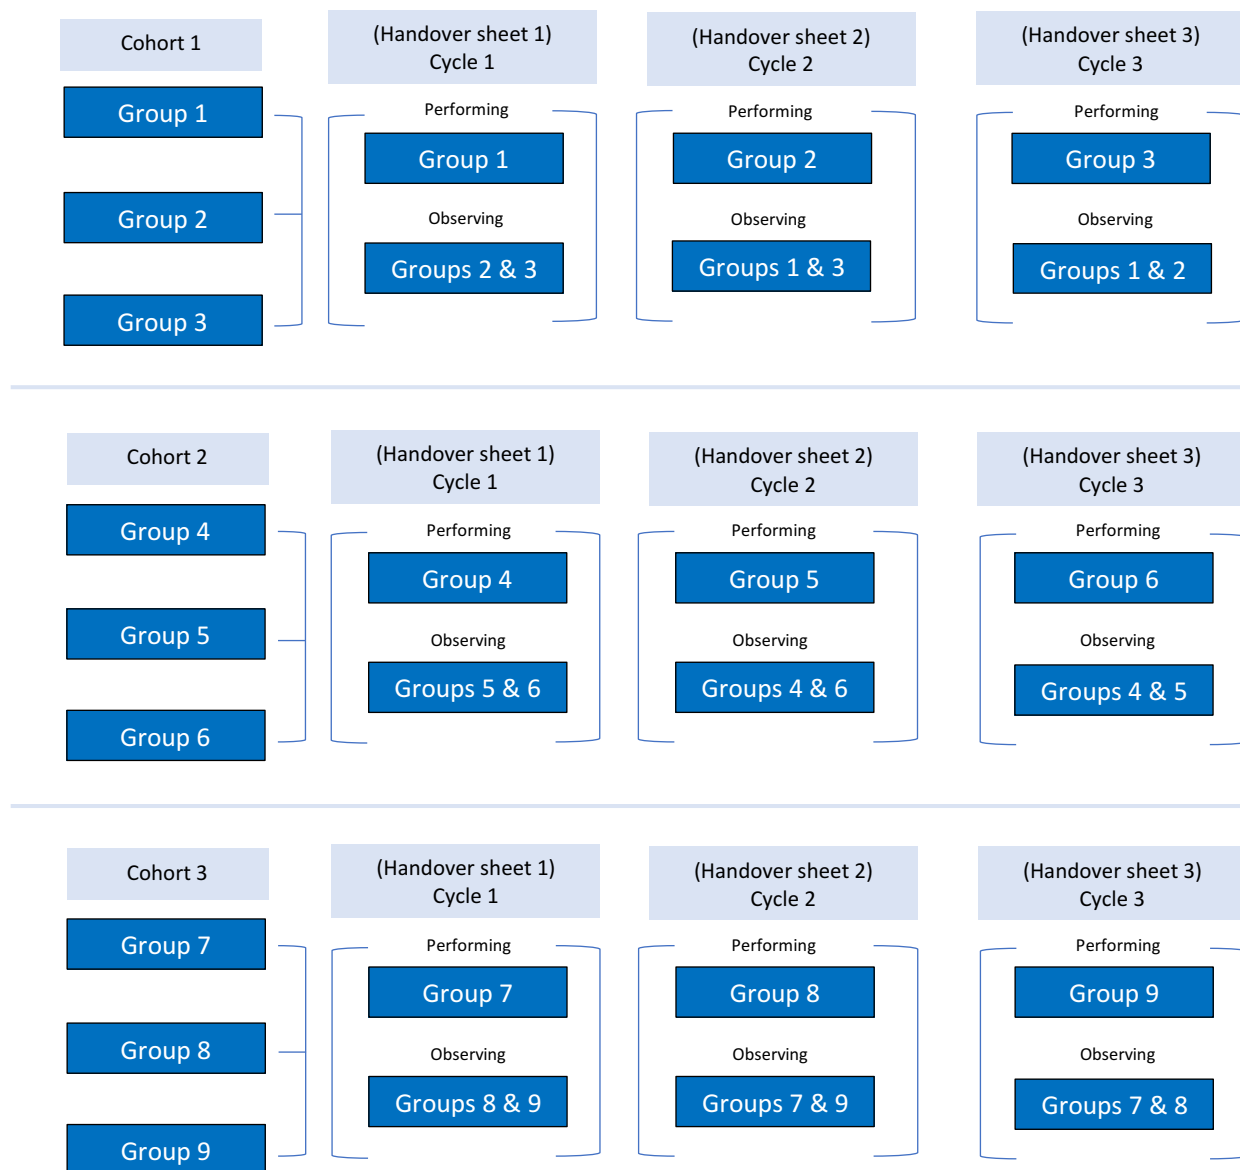 Cohort 1
(Handover sheet 1)
Cycle 1
(Handover sheet 2)
Cycle 2
(Handover sheet 3)
Cycle 3
Group 1
Group 2
Group 3
Performing
Group 1
Observing
Groups 2 & 3
Performing
Group 2
Observing
Groups 1 & 3
Performing
Group 3
Observing
Groups 1 & 2
Cohort 2
(Handover sheet 1)
Cycle 1
(Handover sheet 2)
Cycle 2
(Handover sheet 3)
Cycle 3
Group 4
Group 5
Group 6
Performing
Group 4
Observing
Groups 5 & 6
Performing
Group 5
Observing
Groups 4 & 6
Performing
Group 6
Observing
Groups 4 & 5
Cohort 3
(Handover sheet 1)
Cycle 1
(Handover sheet 2)
Cycle 2
(Handover sheet 3)
Cycle 3
Group 7
Group 8
Group 9
Performing
Group 7
Observing
Groups 8 & 9
Performing
Group 8
Observing
Groups 7 & 9
Performing
Group 9
Observing
Groups 7 & 8